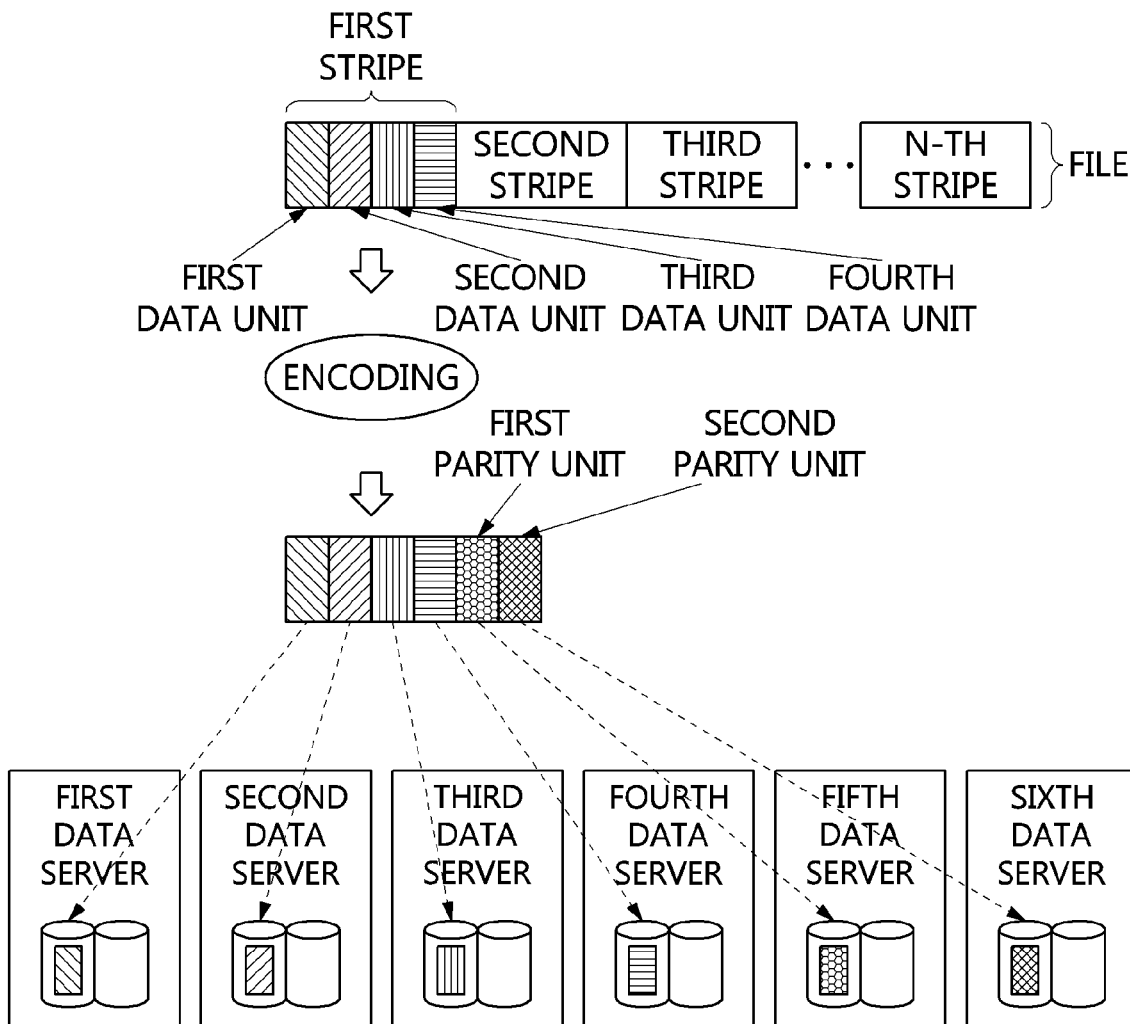 FIRST
STRIPE
SECOND
STRIPE
THIRD
STRIPE
N-TH
STRIPE
FILE
FIRST
DATA UNIT
SECOND
DATA UNIT
THIRD
DATA UNIT
FOURTH
DATA UNIT
ENCODING
FIRST
PARITY UNIT
SECOND
PARITY UNIT
FIRST
DATA
SERVER
SECOND
DATA
SERVER
THIRD
DATA
SERVER
FOURTH
DATA
SERVER
FIFTH
DATA
SERVER
SIXTH
DATA
SERVER